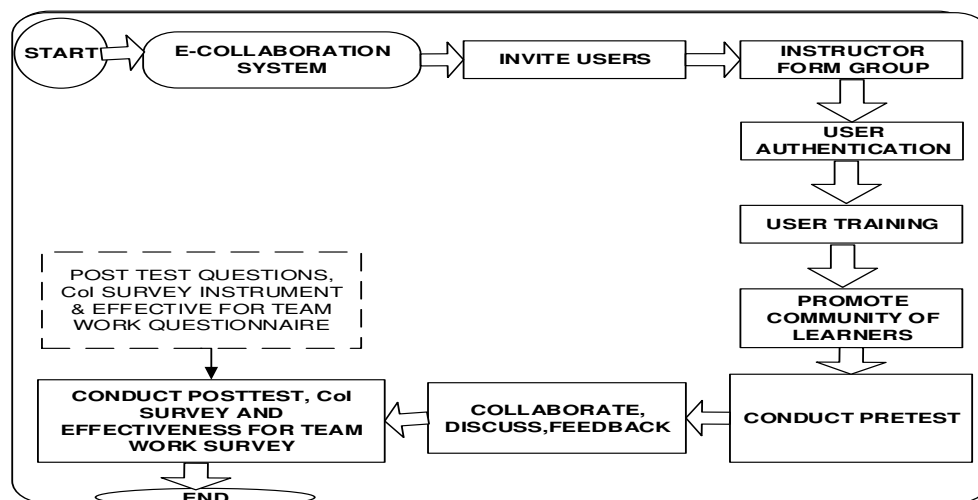 START
E-COLLABORATION
SYSTEM
INVITE USERS
INSTRUCTOR
FORM GROUP
USER
AUTHENTICATION
USER TRAINING
PROMOTE
COMMUNITY OF
LEARNERS
CONDUCT PRETEST
COLLABORATE,
DISCUSS,FEEDBACK
POST TEST QUESTIONS,
CoI SURVEY INSTRUMENT
& EFFECTIVE FOR TEAM
WORK QUESTIONNAIRE
CONDUCT POSTTEST, CoI
SURVEY AND
EFFECTIVENESS FOR TEAM
WORK SURVEY
END